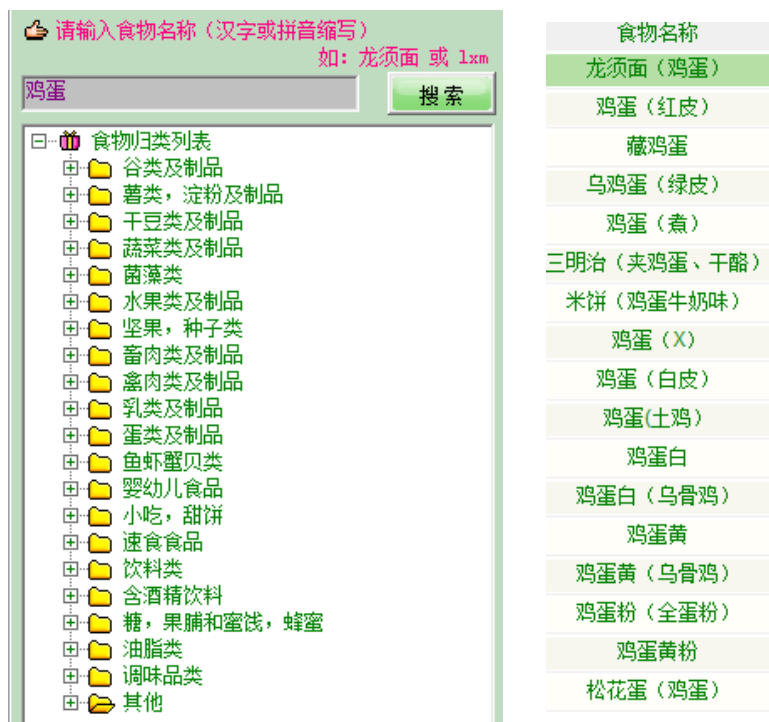 请输入食物名称（汉字或拼音缩写）
如：龙须面 或 lxm
鸡蛋
搜索
食物归类列表
谷类及制品
薯类，淀粉及制品
干豆类及制品
蔬菜类及制品
菌藻类
水果类及制品
坚果，种子类
畜肉类及制品
禽肉类及制品
乳类及制品
蛋类及制品
鱼虾蟹贝类
婴幼儿食品
小吃，甜饼
速食食品
饮料类
含酒精饮料
糖，果脯和蜜饯，蜂蜜
油脂类
调味品类
其他
食物名称
龙须面（鸡蛋）
鸡蛋（红皮）
藏鸡蛋
乌鸡蛋（绿皮）
鸡蛋（煮）
三明治（夹鸡蛋、干酪）
米饼（鸡蛋牛奶味）
鸡蛋（X）
鸡蛋（白皮）
鸡蛋(土鸡）
鸡蛋白
鸡蛋白（乌骨鸡）
鸡蛋黄
鸡蛋黄（乌骨鸡）
鸡蛋粉（全蛋粉）
鸡蛋黄粉
松花蛋（鸡蛋）